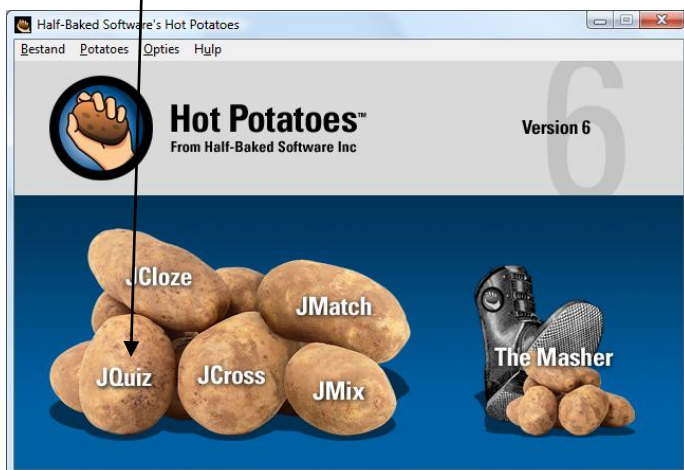 Half-Baked Software's Hot Potatoes
Bestand Potatoes Opties Hulp
Hot Potatoes™
From Half-Baked Software Inc
Version 6
6
JCloze
JMatch
JQuiz
JCross
JMix
The Masher